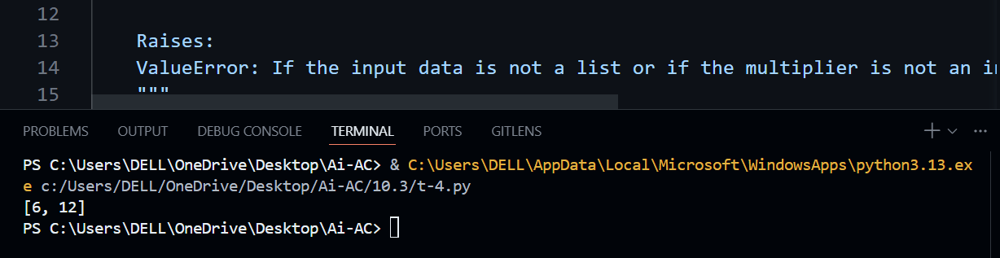 12
13 Raises:
14 ValueError: If the input data is not a list or if the multiplier is not an
15 """
PROBLEMS OUTPUT DEBUG CONSOLE TERMINAL PORTS GITLENS
PS C:\Users\DELL\OneDrive\Desktop\Ai-AC> & C:\Users\DELL\AppData\Local\Microsoft\WindowsApps\python3.13.ex
e c:/Users/DELL/OneDrive/Desktop/Ai-AC/10.3/t-4.py
[6, 12]
PS C:\Users\DELL\OneDrive\Desktop\Ai-AC>